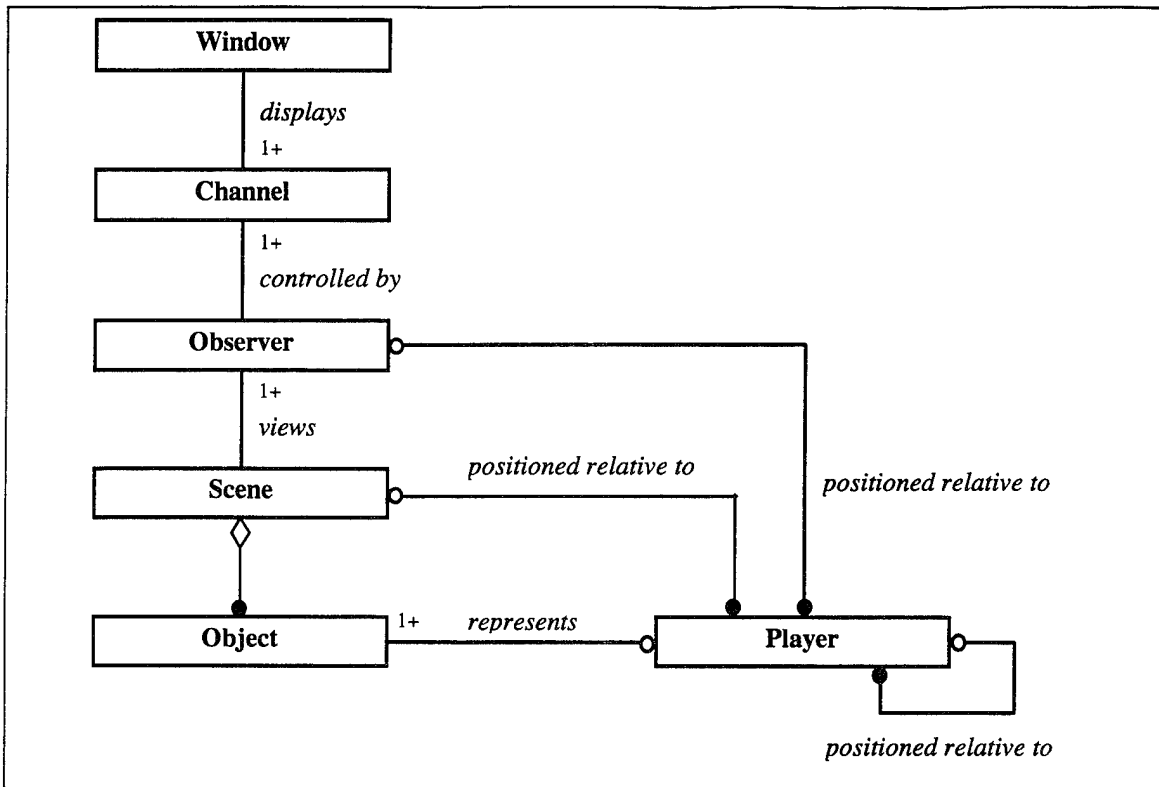 Window
displays
1+
Channel
1+
controlled by
Observer
1+
views
positioned relative to
positioned relative to
Scene
1+
represents
Object
Player
positioned relative to